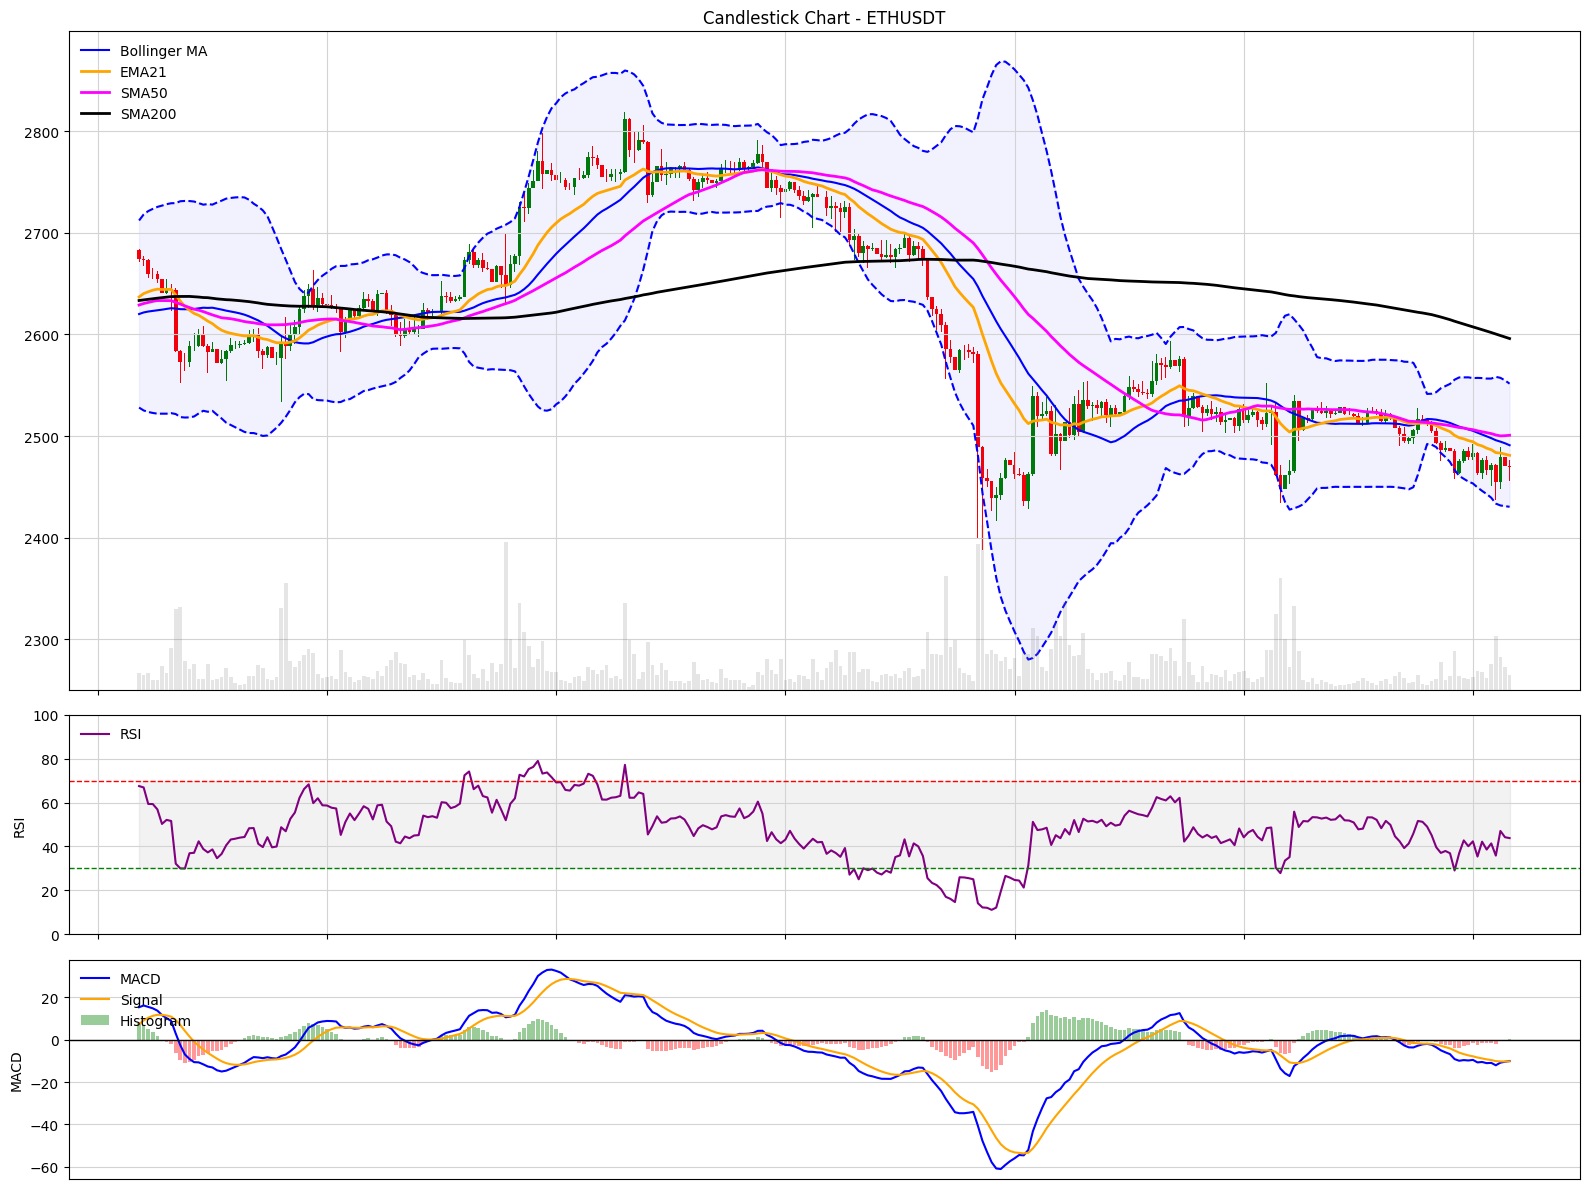 Candlestick Chart - ETHUSDT
Bollinger MA
EMA21
SMA50
SMA200
2800
2700
2600
2500
2400
2300
100
RSI
80
60
RSI
40
20
0
MACD
20
Signal
Histogram
0
MACD
−20
−40
−60